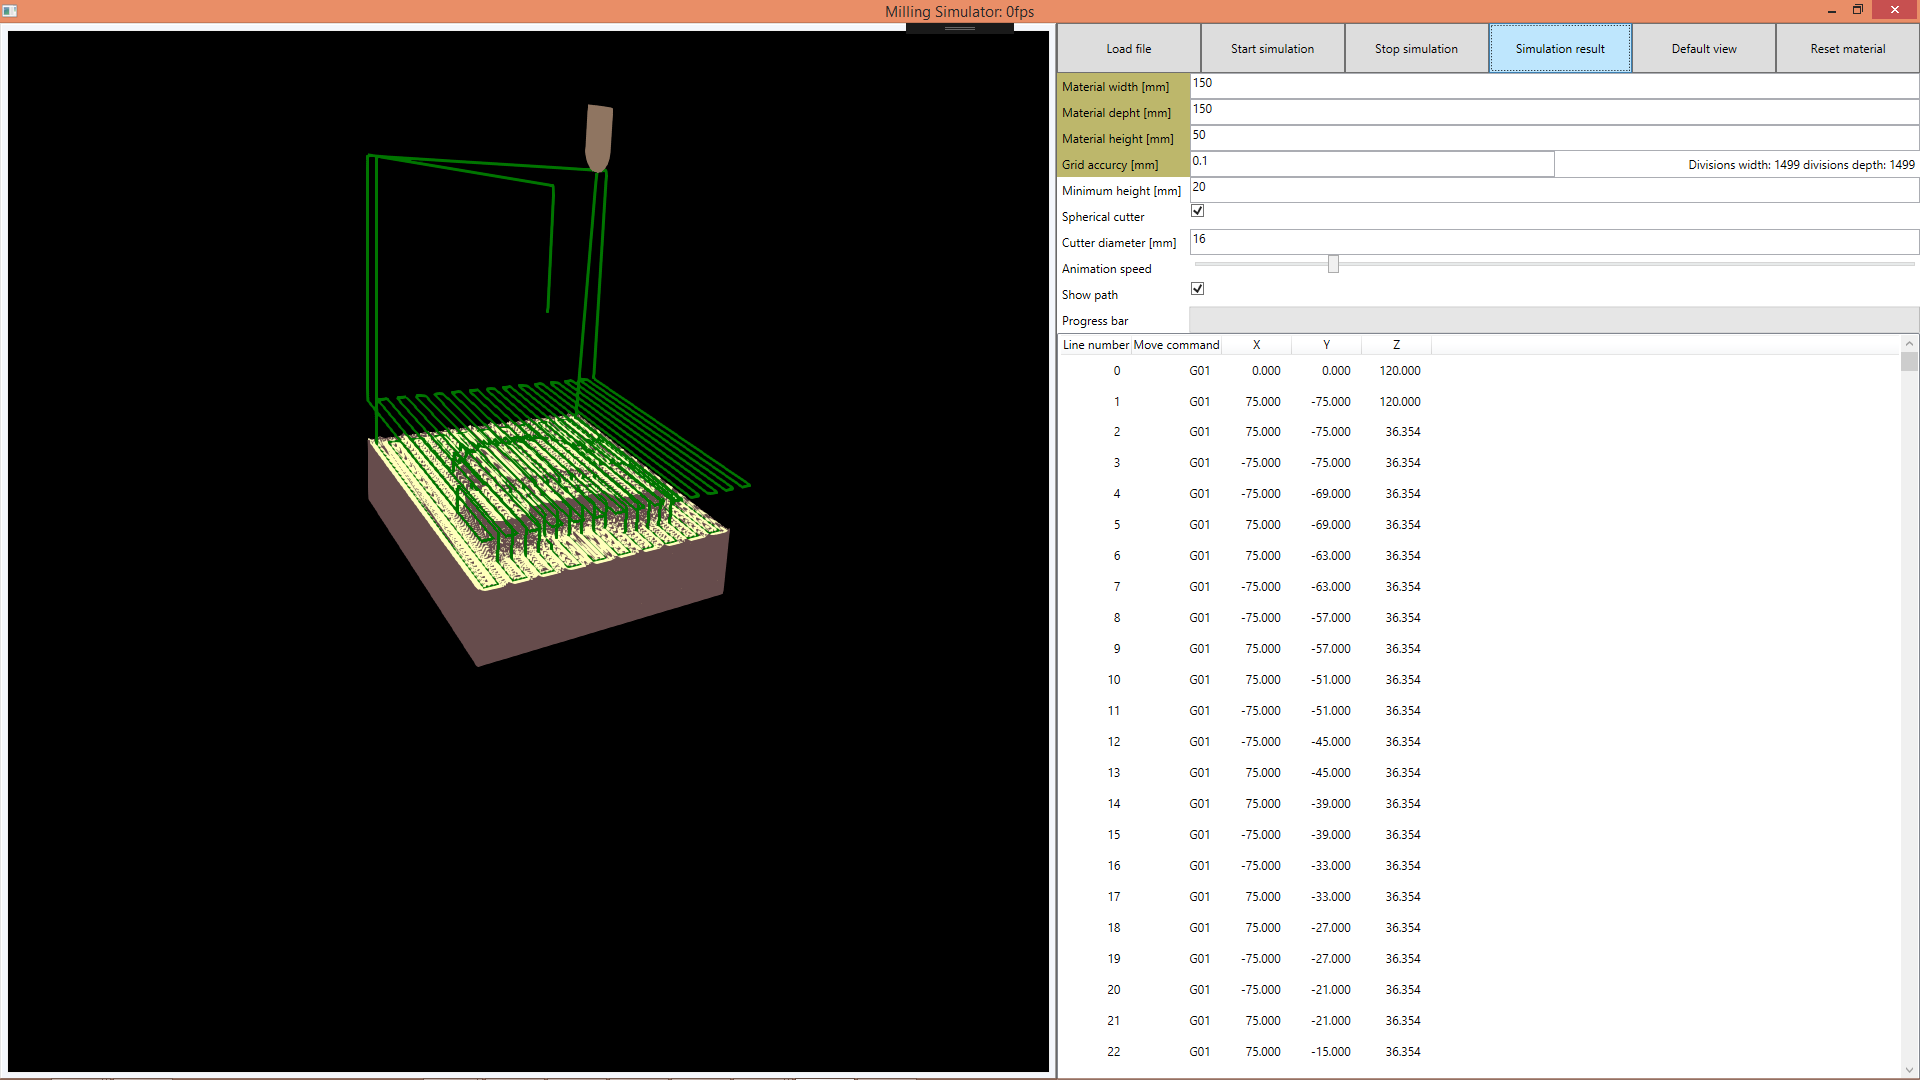 Milling Simulator: 0fps
Load file Start simulation Stop simulation Simulation result Default view Reset material
Material width [mm] 150
Material depht [mm] 150
Material height [mm] 50
Grid accurcy [mm] 0.1 Divisions width: 1499 divisions depth: 1499
Minimum height [mm] 20
Spherical cutter
Cutter diameter [mm] 16
Animation speed
Show path
Progress bar
Line number Move command X Y Z
0 G01 0.000 0.000 120.000
1 G01 75.000 -75.000 120.000
2 G01 75.000 -75.000 36.354
3 G01 -75.000 -75.000 36.354
4 G01 -75.000 -69.000 36.354
5 G01 75.000 -69.000 36.354
6 G01 75.000 -63.000 36.354
7 G01 -75.000 -63.000 36.354
8 G01 -75.000 -57.000 36.354
9 G01 75.000 -57.000 36.354
10 G01 75.000 -51.000 36.354
11 G01 -75.000 -51.000 36.354
12 G01 -75.000 -45.000 36.354
13 G01 75.000 -45.000 36.354
14 G01 75.000 -39.000 36.354
15 G01 -75.000 -39.000 36.354
16 G01 -75.000 -33.000 36.354
17 G01 75.000 -33.000 36.354
18 G01 75.000 -27.000 36.354
19 G01 -75.000 -27.000 36.354
20 G01 -75.000 -21.000 36.354
21 G01 75.000 -21.000 36.354
22 G01 75.000 -15.000 36.354